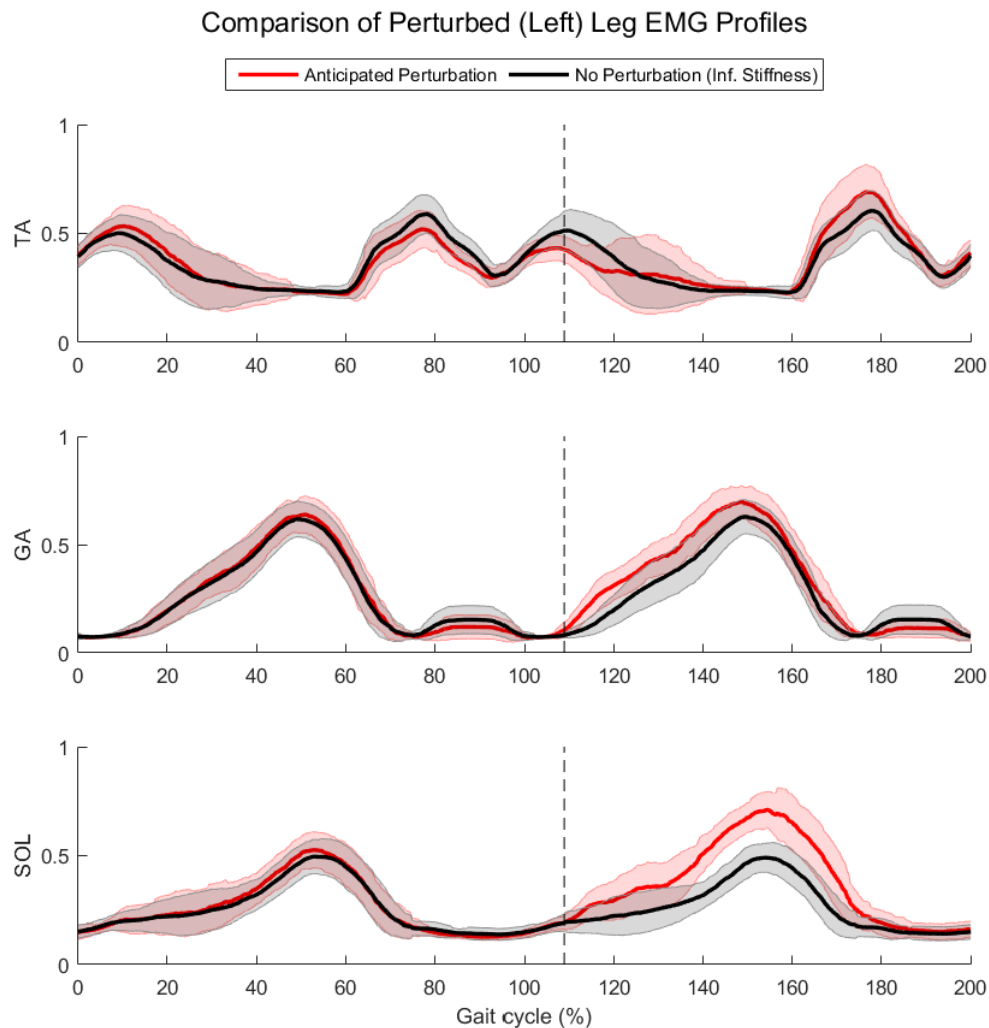 Comparison of Perturbed (Left) Leg EMG Profiles
Anticipated Perturbation No Perturbation (Inf. Stiffness)
1
0.5
0
TA
0 20 40 60 80 100 120 140 160 180 200
1
0.5
0
GA
0 20 40 60 80 100 120 140 160 180 200
1
0.5
0
SOL
0 20 40 60 80 100 120 140 160 180 200
Gait cycle (%)